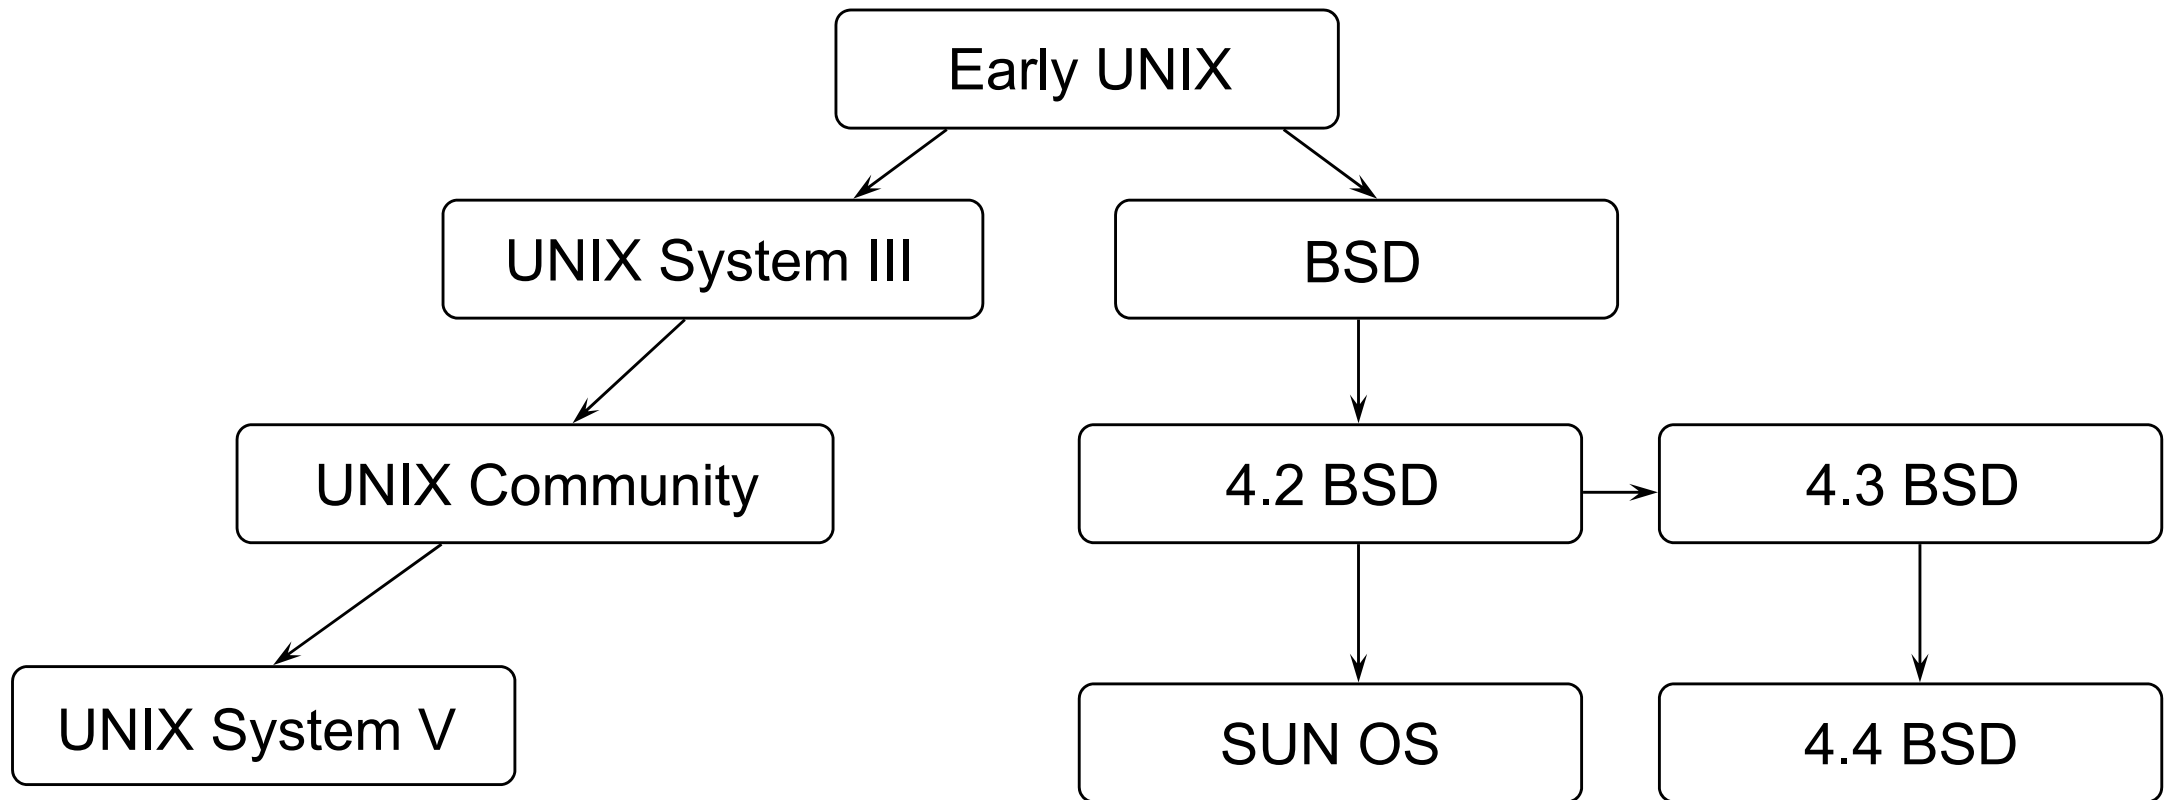 Early UNIX
UNIX System III
BSD
UNIX Community
4.2 BSD
4.3 BSD
UNIX System V
SUN OS
4.4 BSD